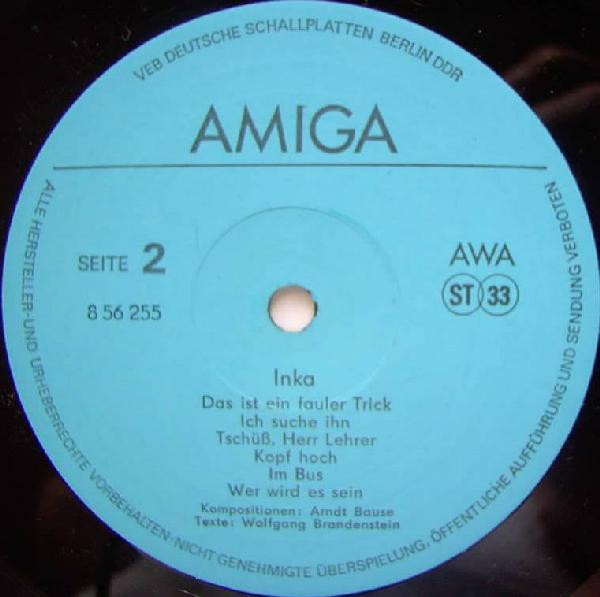 VEB DEUTSCHE SCHALLPLATTEN BERLIN DDR
AMIGA
SEITE 2
8 56 255
AWA
ST 33
Inka
Das ist ein fauler Trick
Ich suche ihn
Tschüß, Herr Lehrer
Kopf hoch
Im Bus
Wer wird es sein
Kompositionen: Arndt Bause
Texte: Wolfgang Brandenstein
ALLE HERSTELLER-UND URHEBERRECHTE VORBEHALTEN-NICHT GENEHMIGTE ÜBERSPIELUNG, ÖFFENTLICHE AUFFÜHRUNG UND SENDUNG VERBOTEN